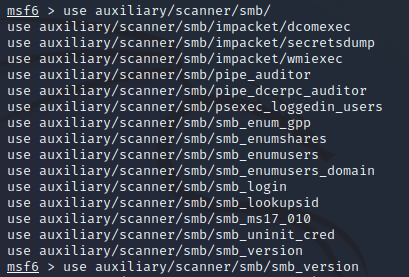 msf6 > use auxiliary/scanner/smb/
use auxiliary/scanner/smb/impacket/dcomexec
use auxiliary/scanner/smb/impacket/secretsdump
use auxiliary/scanner/smb/impacket/wmiexec
use auxiliary/scanner/smb/pipe_auditor
use auxiliary/scanner/smb/pipe_dcerpc_auditor
use auxiliary/scanner/smb/psexec_loggedin_users
use auxiliary/scanner/smb/smb_enum_gpp
use auxiliary/scanner/smb/smb_enumshares
use auxiliary/scanner/smb/smb_enumusers
use auxiliary/scanner/smb/smb_enumusers_domain
use auxiliary/scanner/smb/smb_login
use auxiliary/scanner/smb/smb_lookupsid
use auxiliary/scanner/smb/smb_ms17_010
use auxiliary/scanner/smb/smb_uninit_cred
use auxiliary/scanner/smb/smb_version
msf6 > use auxiliary/scanner/smb/smb_version